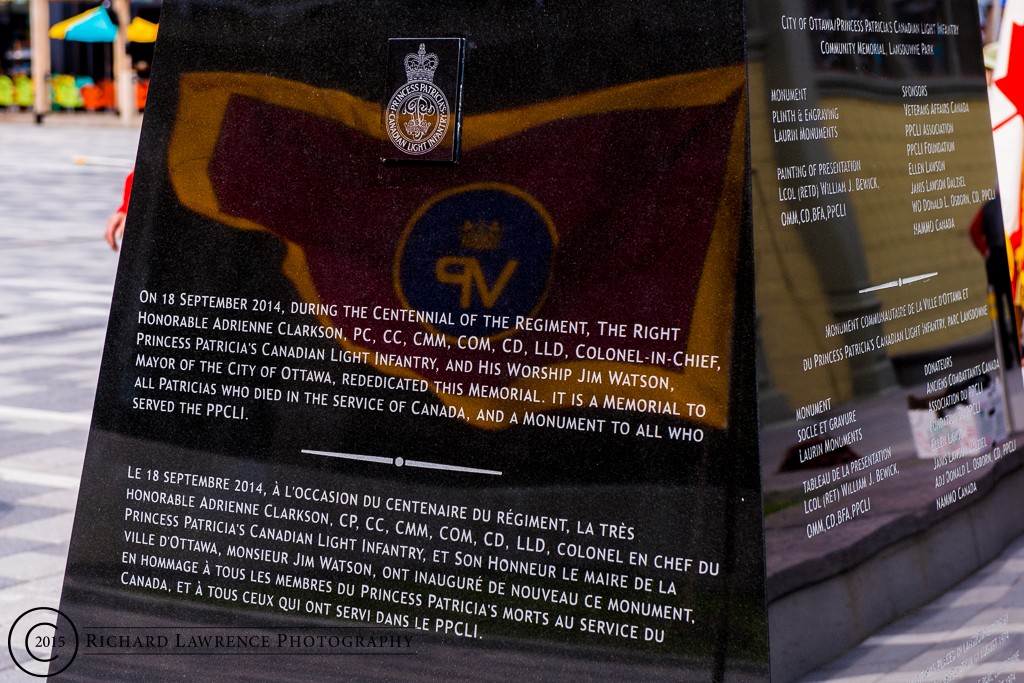 PRINCESS PATRICIA'S
CANADIAN LIGHT INFANTRY
VP
ON 18 SEPTEMBER 2014, DURING THE CENTENNIAL OF THE REGIMENT, THE RIGHT
HONORABLE ADRIENNE CLARKSON, PC, CC, CMM, COM, CD, LLD, COLONEL-IN-CHIEF,
PRINCESS PATRICIA'S CANADIAN LIGHT INFANTRY, AND HIS WORSHIP JIM WATSON,
MAYOR OF THE CITY OF OTTAWA, REDEDICATED THIS MEMORIAL. IT IS A MEMORIAL TO
ALL PATRICIAS WHO DIED IN THE SERVICE OF CANADA, AND A MONUMENT TO ALL WHO
SERVED THE PPCLI.
LE 18 SEPTEMBRE 2014, À L'OCCASION DU CENTENAIRE DU RÉGIMENT, LA TRÈS
HONORABLE ADRIENNE CLARKSON, CP, CC, CMM, COM, CD, LLD, COLONEL EN CHEF DU
PRINCESS PATRICIA'S CANADIAN LIGHT INFANTRY, ET SON HONNEUR LE MAIRE DE LA
VILLE D'OTTAWA, MONSIEUR JIM WATSON, ONT INAUGURÉ DE NOUVEAU CE MONUMENT,
EN HOMMAGE À TOUS LES MEMBRES DU PRINCESS PATRICIA'S MORTS AU SERVICE DU
CANADA, ET À TOUS CEUX QUI ONT SERVI DANS LE PPCLI.
CITY OF OTTAWA/PRINCESS PATRICIA'S CANADIAN LIGHT INFANTRY
COMMUNITY MEMORIAL, LANSDOWNE PARK
MONUMENT
PLINTH & ENGRAVING
LAURIN MONUMENTS
PAINTING OF PRESENTATION
LCOL (RETD) WILLIAM J. BEWICK,
OMM,CD,BFA,PPCLI
SPONSORS
VETERANS AFFAIRS CANADA
PPCLI ASSOCIATION
PPCLI FOUNDATION
ELLEN LAWSON
JANIS LAWSON DALZIEL
WO DONALD L. OSBORN, CD, PPCLI
NAMMO CANADA
MONUMENT COMMUNAUTAIRE DE LA VILLE D'OTTAWA ET
DU PRINCESS PATRICIA'S CANADIAN LIGHT INFANTRY, PARC LANSDOWNE
MONUMENT
SOCLE ET GRAVURE
LAURIN MONUMENTS
TABLEAU DE LA PRÉSENTATION
LCOL (RET) WILLIAM J. BEWICK,
OMM,CD,BFA,PPCLI
DONATEURS
ANCIENS COMBATTANTS CANADA
ASSOCIATION DU PPCLI
ELLEN
JANIS LAWSON DALZIEL
ADJ DONALD L. OSBORN, CD, PPCLI
NAMMO CANADA
C 2015 RICHARD LAWRENCE PHOTOGRAPHY